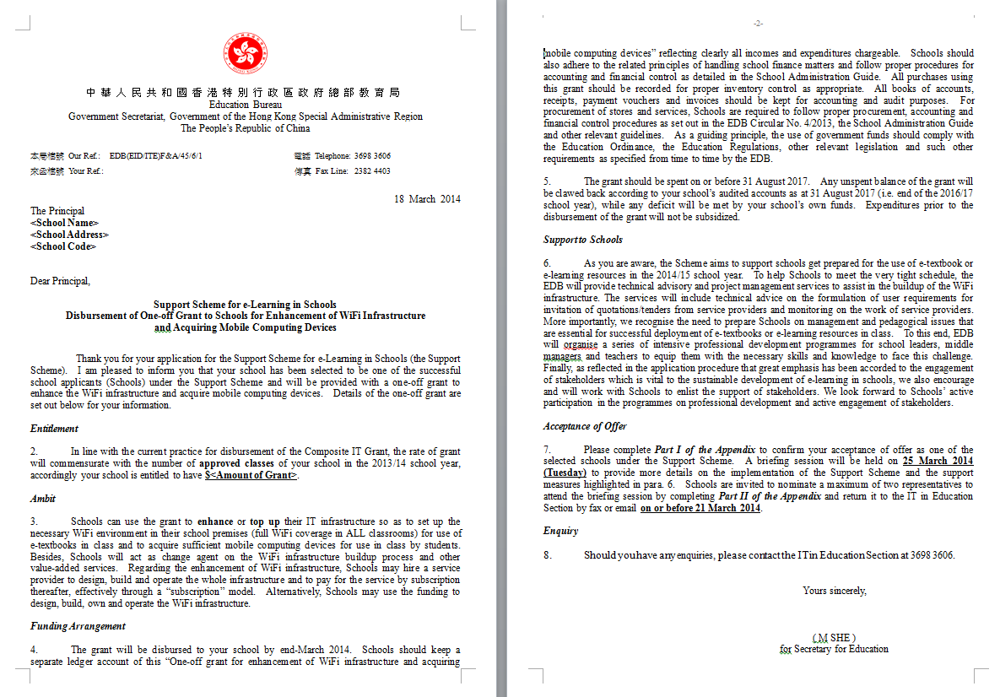 中華人民共和國香港特別行政區政府總部教育局
Education Bureau
Government Secretariat, Government of the Hong Kong Special Administrative Region
The People's Republic of China
本局檔號 Our Ref.: EDB(EID/ITE)F&A/45/6/1 電話 Telephone: 3698 3606
來函檔號 Your Ref.: 傳真 Fax Line: 2382 4403
18 March 2014
The Principal
<School Name>
<School Address>
<School Code>
Dear Principal,
Support Scheme for e-Learning in Schools
Disbursement of One-off Grant to Schools for Enhancement of WiFi Infrastructure
and Acquiring Mobile Computing Devices
Thank you for your application for the Support Scheme for e-Learning in Schools (the Support
Scheme). I am pleased to inform you that your school has been selected to be one of the successful
school applicants (Schools) under the Support Scheme and will be provided with a one-off grant to
enhance the WiFi infrastructure and acquire mobile computing devices. Details of the one-off grant are
set out below for your information.
Entitlement
2. In line with the current practice for disbursement of the Composite IT Grant, the rate of grant
will commensurate with the number of approved classes of your school in the 2013/14 school year,
accordingly your school is entitled to have $<Amount of Grant>.
Ambit
3. Schools can use the grant to enhance or top up their IT infrastructure so as to set up the
necessary WiFi environment in their school premises (full WiFi coverage in ALL classrooms) for use of
e-textbooks in class and to acquire sufficient mobile computing devices for use in class by students.
Besides, Schools will act as change agent on the WiFi infrastructure buildup process and other
value-added services. Regarding the enhancement of WiFi infrastructure, Schools may hire a service
provider to design, build and operate the whole infrastructure and to pay for the service by subscription
thereafter, effectively through a “subscription” model. Alternatively, Schools may use the funding to
design, build, own and operate the WiFi infrastructure.
Funding Arrangement
4. The grant will be disbursed to your school by end-March 2014. Schools should keep a
separate ledger account of this “One-off grant for enhancement of WiFi infrastructure and acquiring
-2-
mobile computing devices” reflecting clearly all incomes and expenditures chargeable. Schools should
also adhere to the related principles of handling school finance matters and follow proper procedures for
accounting and financial control as detailed in the School Administration Guide. All purchases using
this grant should be recorded for proper inventory control as appropriate. All books of accounts,
receipts, payment vouchers and invoices should be kept for accounting and audit purposes. For
procurement of stores and services, Schools are required to follow proper procurement, accounting and
financial control procedures as set out in the EDB Circular No. 4/2013, the School Administration Guide
and other relevant guidelines. As a guiding principle, the use of government funds should comply with
the Education Ordinance, the Education Regulations, other relevant legislation and such other
requirements as specified from time to time by the EDB.
5. The grant should be spent on or before 31 August 2017. Any unspent balance of the grant will
be clawed back according to your school's audited accounts as at 31 August 2017 (i.e. end of the 2016/17
school year), while any deficit will be met by your school's own funds. Expenditures prior to the
disbursement of the grant will not be subsidized.
Support to Schools
6. As you are aware, the Scheme aims to support schools get prepared for the use of e-textbook or
e-learning resources in the 2014/15 school year. To help Schools to meet the very tight schedule, the
EDB will provide technical advisory and project management services to assist in the buildup of the WiFi
infrastructure. The services will include technical advice on the formulation of user requirements for
invitation of quotations/tenders from service providers and monitoring on the work of service providers.
More importantly, we recognise the need to prepare Schools on management and pedagogical issues that
are essential for successful deployment of e-textbooks or e-learning resources in class. To this end, EDB
will organise a series of intensive professional development programmes for school leaders, middle
managers and teachers to equip them with the necessary skills and knowledge to face this challenge.
Finally, as reflected in the application procedure that great emphasis has been accorded to the engagement
of stakeholders which is vital to the sustainable development of e-learning in schools, we also encourage
and will work with Schools to enlist the support of stakeholders. We look forward to Schools' active
participation in the programmes on professional development and active engagement of stakeholders.
Acceptance of Offer
7. Please complete Part I of the Appendix to confirm your acceptance of offer as one of the
selected schools under the Support Scheme. A briefing session will be held on 25 March 2014
(Tuesday) to provide more details on the implementation of the Support Scheme and the support
measures highlighted in para. 6. Schools are invited to nominate a maximum of two representatives to
attend the briefing session by completing Part II of the Appendix and return it to the IT in Education
Section by fax or email on or before 21 March 2014.
Enquiry
8. Should you have any enquiries, please contact the IT in Education Section at 3698 3606.
Yours sincerely,
( M SHE )
for Secretary for Education